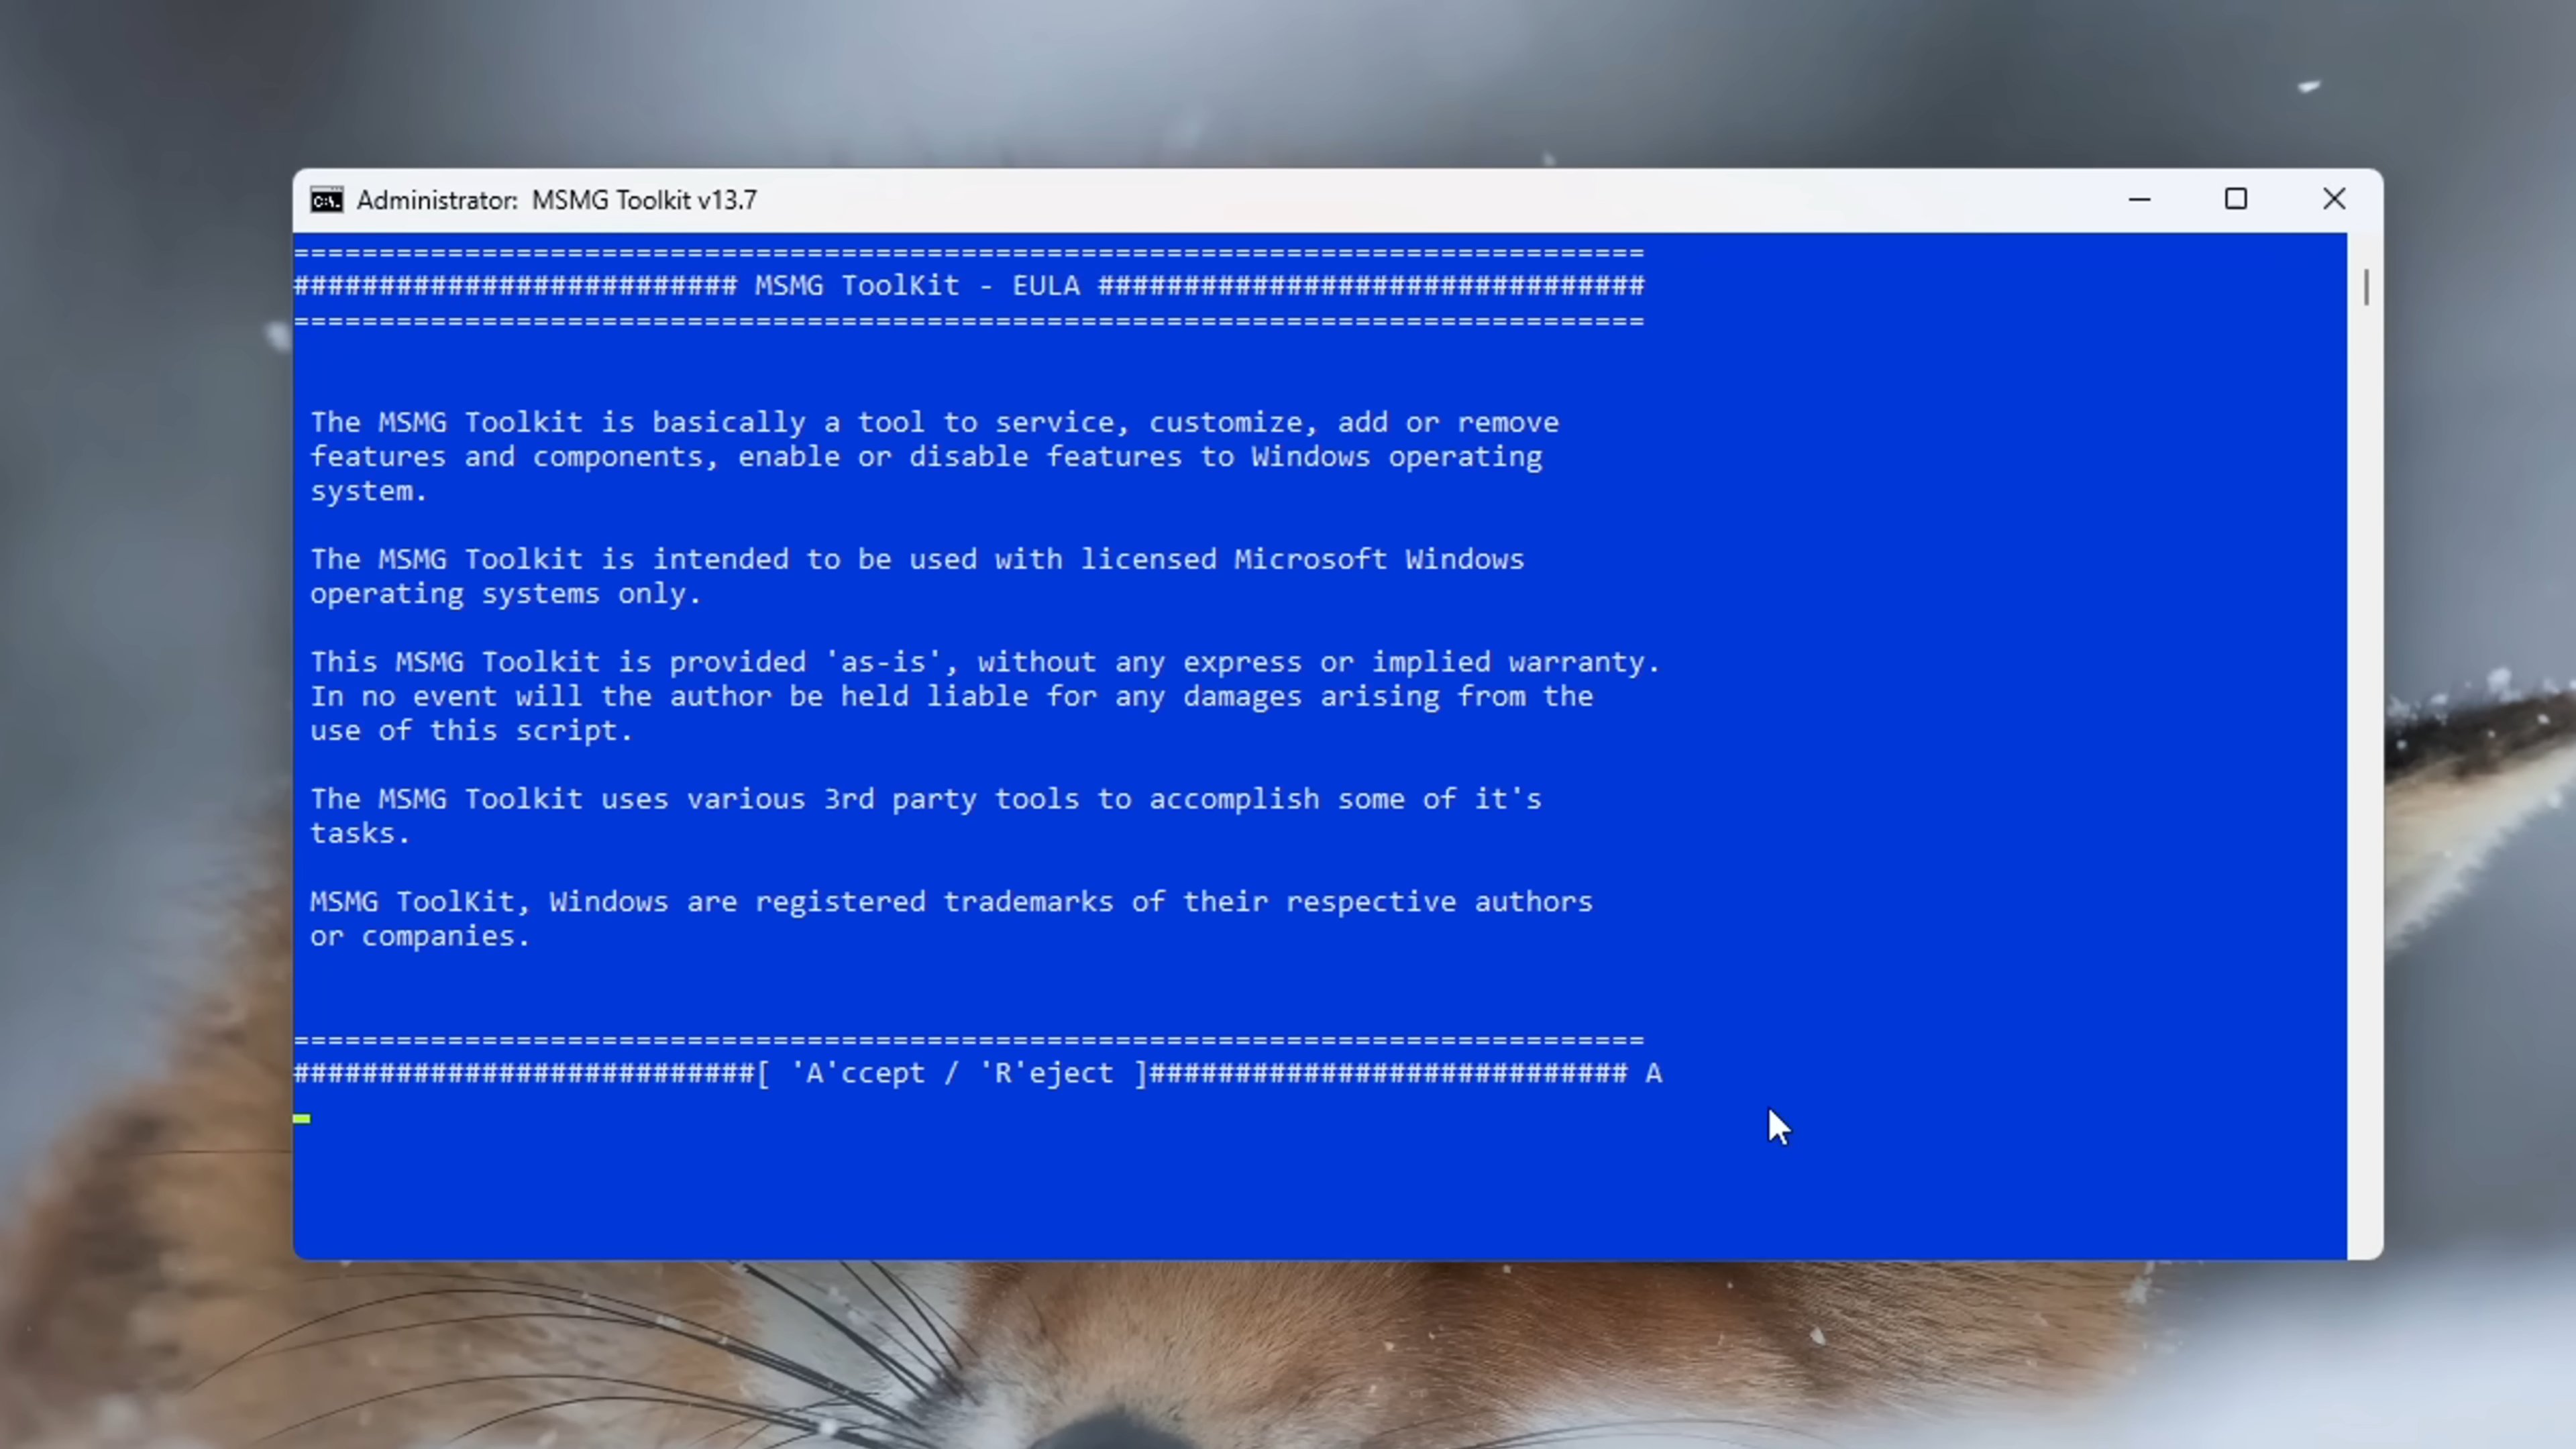 Administrator: MSMG Toolkit v13.7
===============================================================================
########################## MSMG ToolKit - EULA ################################
===============================================================================
The MSMG Toolkit is basically a tool to service, customize, add or remove
features and components, enable or disable features to Windows operating
system.
The MSMG Toolkit is intended to be used with licensed Microsoft Windows
operating systems only.
This MSMG Toolkit is provided 'as-is', without any express or implied warranty.
In no event will the author be held liable for any damages arising from the
use of this script.
The MSMG Toolkit uses various 3rd party tools to accomplish some of it's
tasks.
MSMG ToolKit, Windows are registered trademarks of their respective authors
or companies.
===============================================================================
###########################[ 'A'ccept / 'R'eject ]############################ A